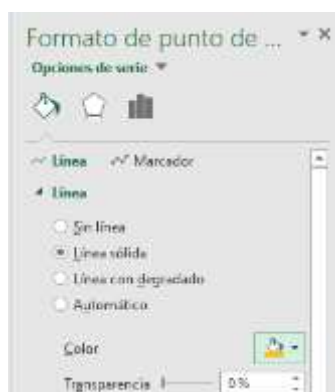 Formato de punto de ...
Opciones de serie
Línea Marcador
Línea
Sin línea
Línea sólida
Línea con degradado
Automático
Color
Transparencia 0%